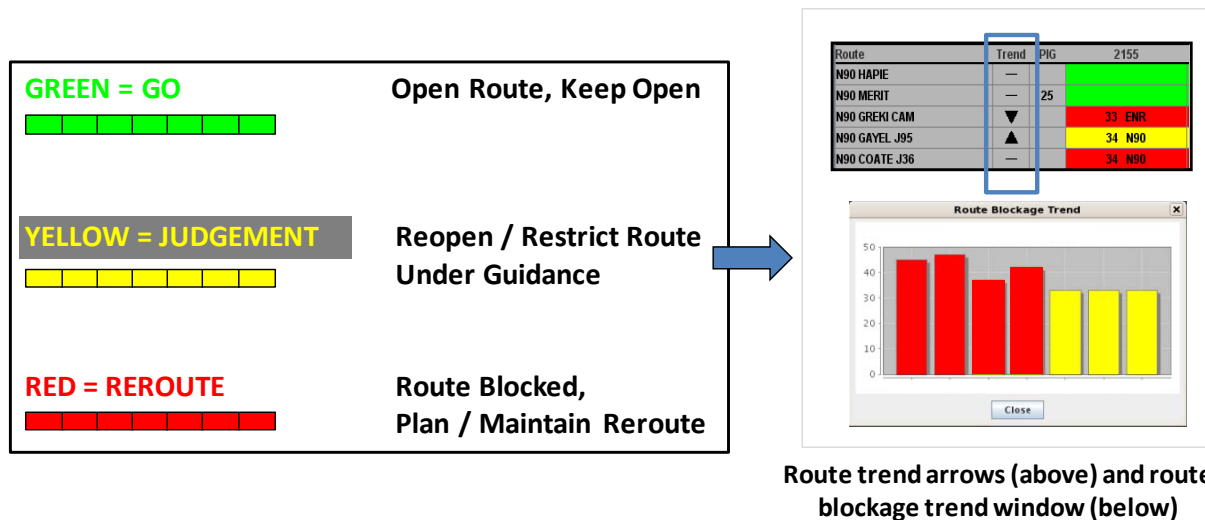 GREEN = GO
Open Route, Keep Open
YELLOW = JUDGEMENT
Reopen / Restrict Route
Under Guidance
RED = REROUTE
Route Blocked,
Plan / Maintain Reroute
Route Trend PIG 2155
N90 HAPIE —
N90 MERIT — 25
N90 GREKI CAM ▼ 33 ENR
N90 GAYEL J95 ▲ 34 N90
N90 COATE J36 — 34 N90
Route Blockage Trend
50
40
30
20
10
0
Close
Route trend arrows (above) and route
blockage trend window (below)